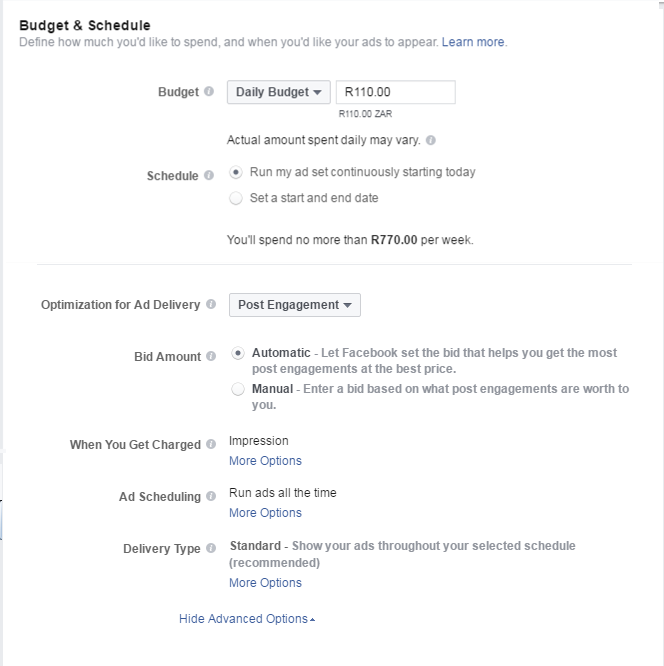 Budget & Schedule
Define how much you'd like to spend, and when you'd like your ads to appear. Learn more.
Budget Daily Budget R110.00
R110.00 ZAR
Actual amount spent daily may vary.
Schedule Run my ad set continuously starting today
Set a start and end date
You'll spend no more than R770.00 per week.
Optimization for Ad Delivery Post Engagement
Bid Amount Automatic - Let Facebook set the bid that helps you get the most
post engagements at the best price.
Manual - Enter a bid based on what post engagements are worth to
you.
When You Get Charged Impression
More Options
Ad Scheduling Run ads all the time
More Options
Delivery Type Standard - Show your ads throughout your selected schedule
(recommended)
More Options
Hide Advanced Options